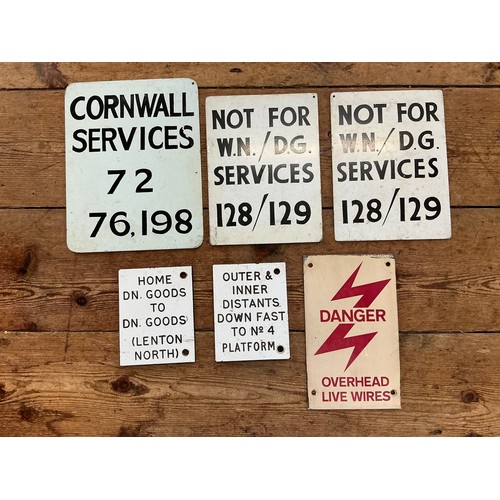 CORNWALL
SERVICES
72
76,198
NOT FOR
W.N./D.G.
SERVICES
128/129
NOT FOR
W.N./D.G.
SERVICES
128/129
HOME
DN. GOODS
TO
DN. GOODS
(LENTON
NORTH)
OUTER &
INNER
DISTANTS
DOWN FAST
TO Nº 4
PLATFORM
DANGER
OVERHEAD
LIVE WIRES